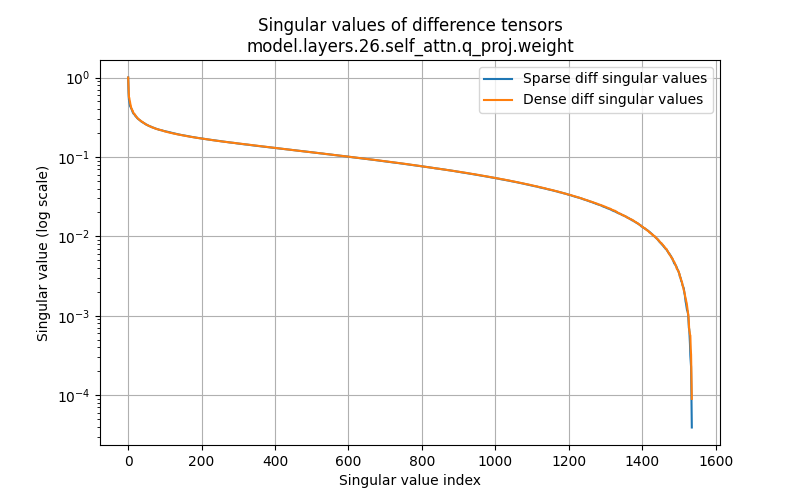 Singular values of difference tensors
model.layers.26.self_attn.q_proj.weight
Sparse diff singular values
Dense diff singular values
Singular value (log scale)
10⁰
10⁻¹
10⁻²
10⁻³
10⁻⁴
0 200 400 600 800 1000 1200 1400 1600
Singular value index